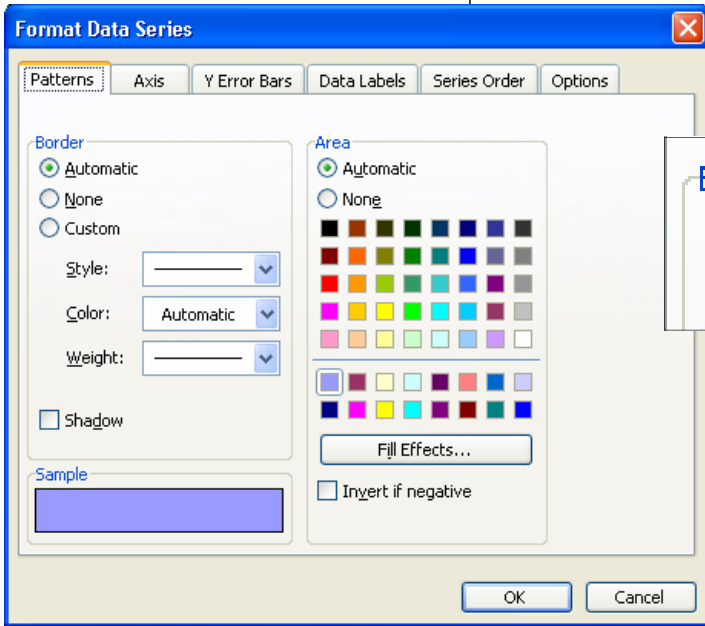 Format Data Series
Patterns Axis Y Error Bars Data Labels Series Order Options
Border
Automatic
None
Custom
Style:
Color: Automatic
Weight:
Shadow
Sample
Area
Automatic
None
Fill Effects...
Invert if negative
OK Cancel